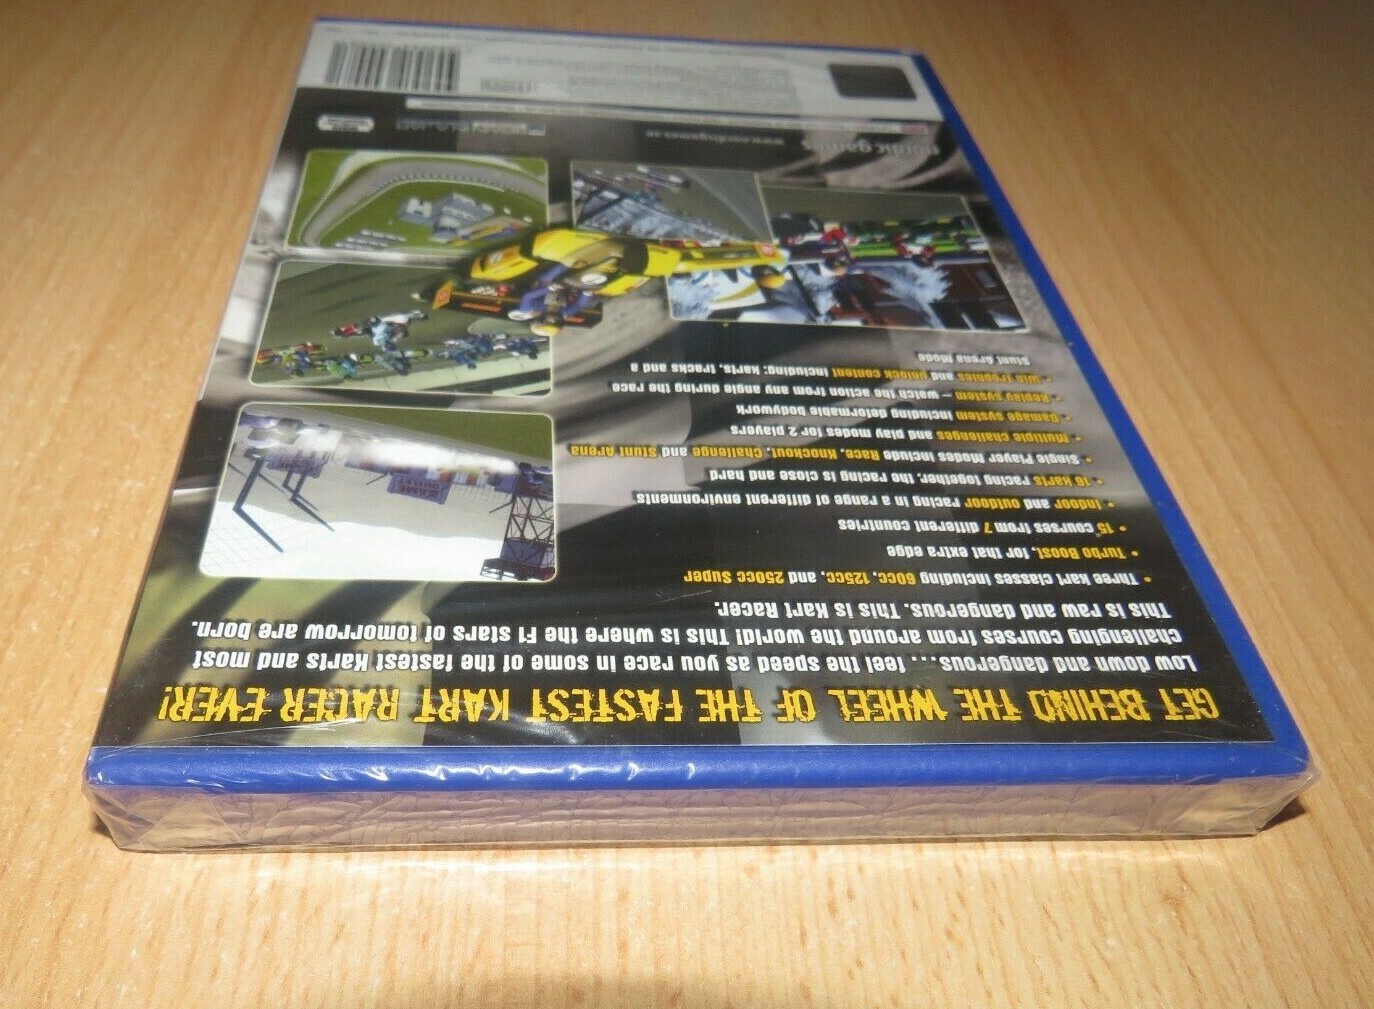 GET BEHIND THE WHEEL OF THE FASTEST KART RACER EVER!
Low down and dangerous... feel the speed as you race in some of the fastest Karts and most
challenging courses from around the world! This is where the F1 stars of tomorrow are born.
This is raw and dangerous. This is Kart Racer.
• Three kart classes including 60cc, 125cc, and 250cc Super
• Turbo Boost, for that extra edge
• 15 courses from 7 different countries
• Indoor and outdoor racing in a range of different environments
• 16 karts racing together, the racing is close and hard
• Single Player Modes include Race, Knockout, Challenge and Stunt Arena
• Multiple challenges and play modes for 2 players
• Damage system including deformable bodywork
• Replay system – watch the action from any angle during the race
• Win trophies and unlock content including: karts, tracks and a
Stunt Arena Mode
GAME
OUTLET
nordic games
www.nordicgames.se